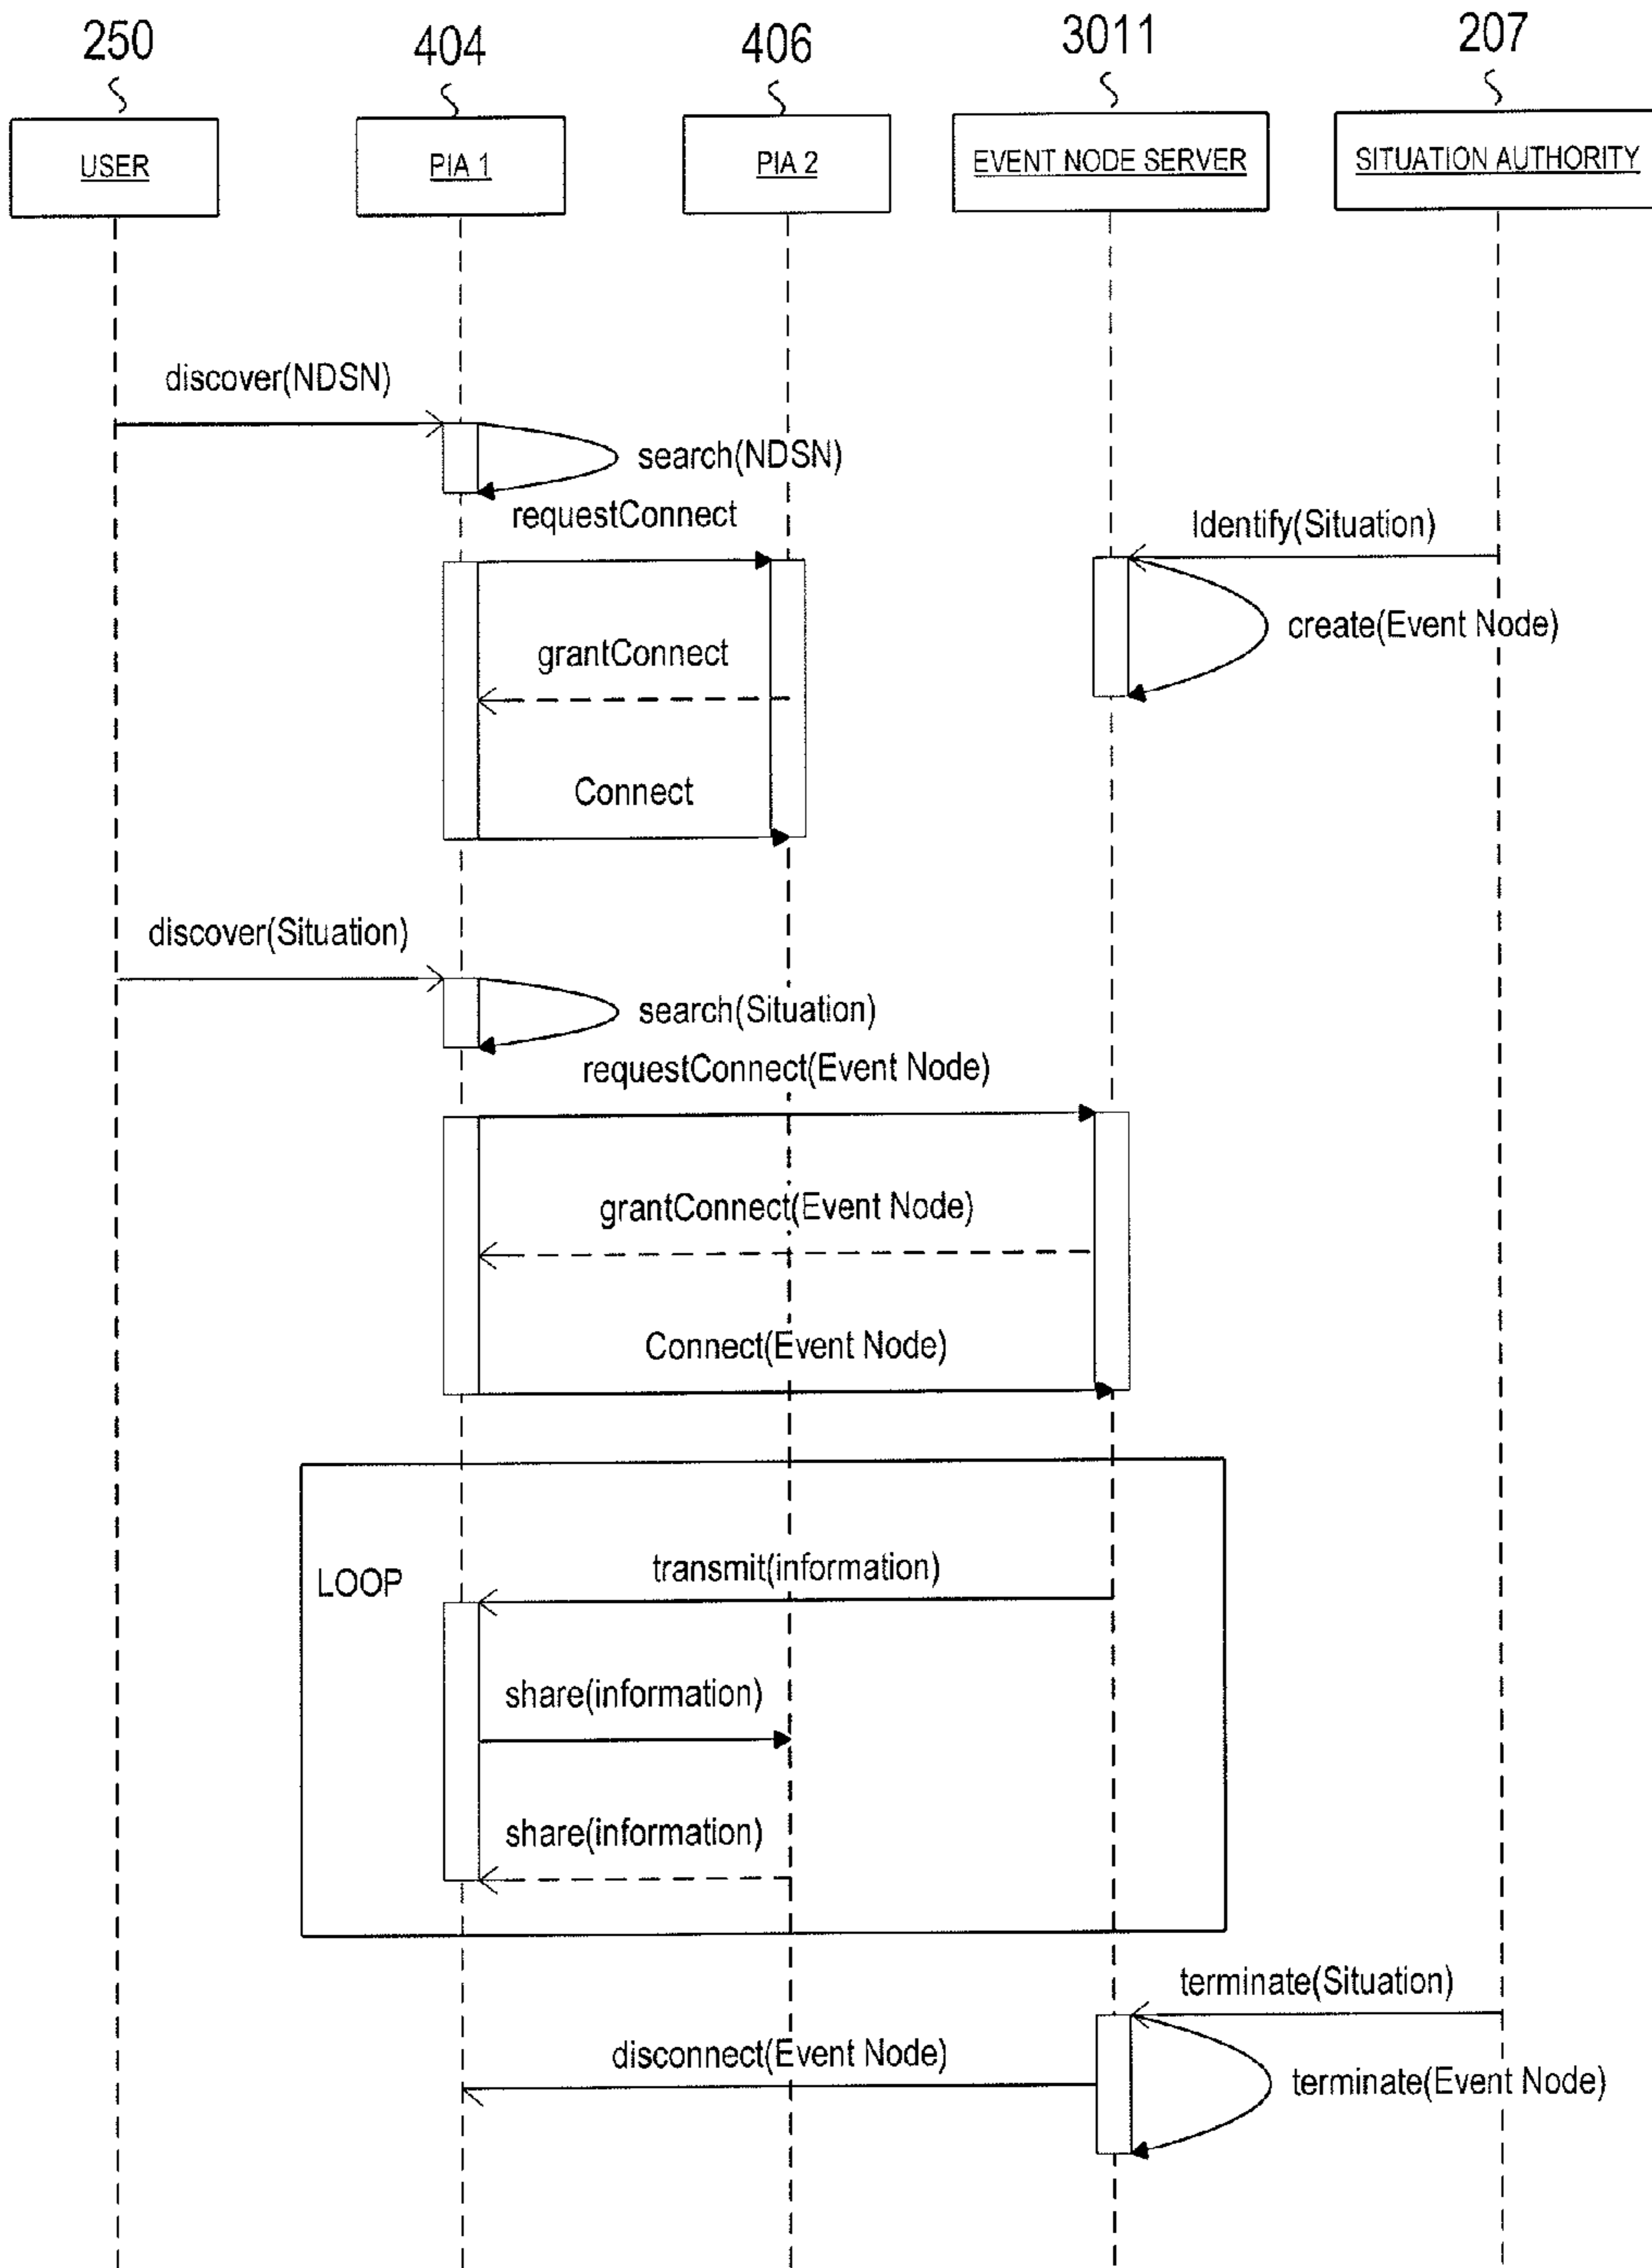 250
404
406
3011
207
USER
PIA 1
PIA 2
EVENT NODE SERVER
SITUATION AUTHORITY
discover(NDSN)
search(NDSN)
requestConnect
Identify(Situation)
create(Event Node)
grantConnect
Connect
discover(Situation)
search(Situation)
requestConnect(Event Node)
grantConnect(Event Node)
Connect(Event Node)
LOOP
transmit(information)
share(information)
share(information)
terminate(Situation)
disconnect(Event Node)
terminate(Event Node)